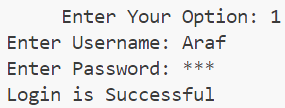 Enter Your Option: 1
Enter Username: Araf
Enter Password: ***
Login is Successful